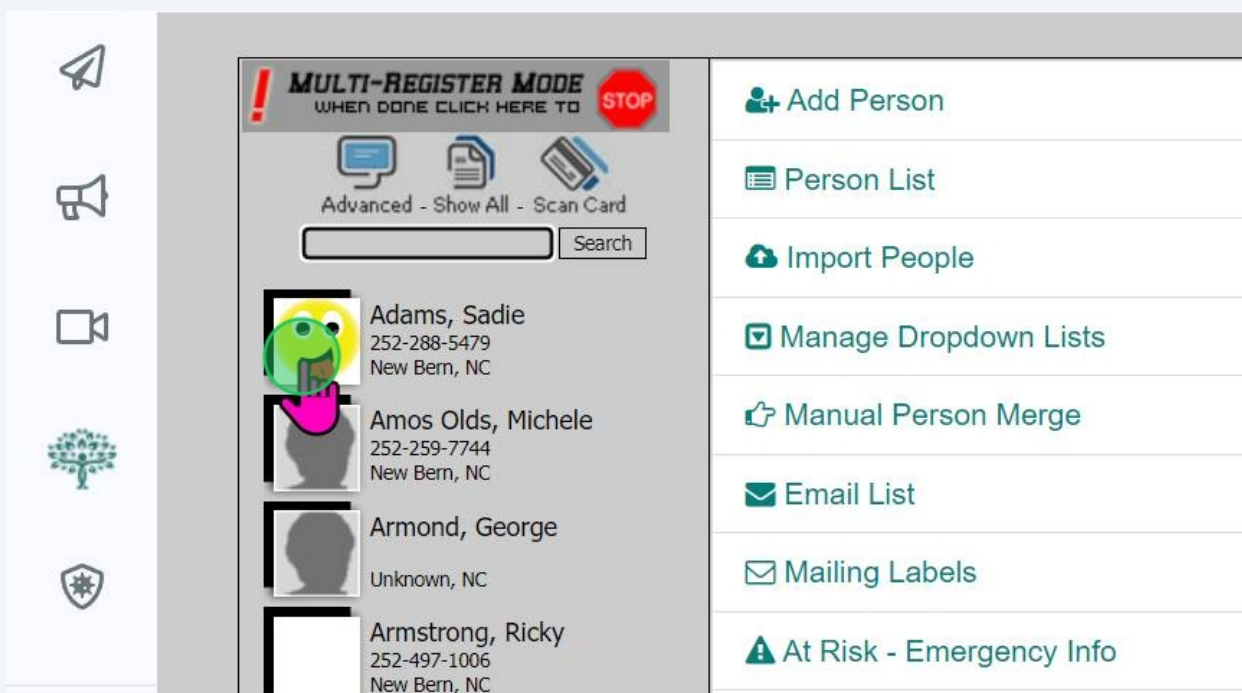 ! MULTI-REGISTER MODE
WHEN DONE CLICK HERE TO STOP
Advanced - Show All - Scan Card
Search
Adams, Sadie
252-288-5479
New Bern, NC
Amos Olds, Michele
252-259-7744
New Bern, NC
Armond, George
Unknown, NC
Armstrong, Ricky
252-497-1006
New Bern, NC
Add Person
Person List
Import People
Manage Dropdown Lists
Manual Person Merge
Email List
Mailing Labels
At Risk - Emergency Info